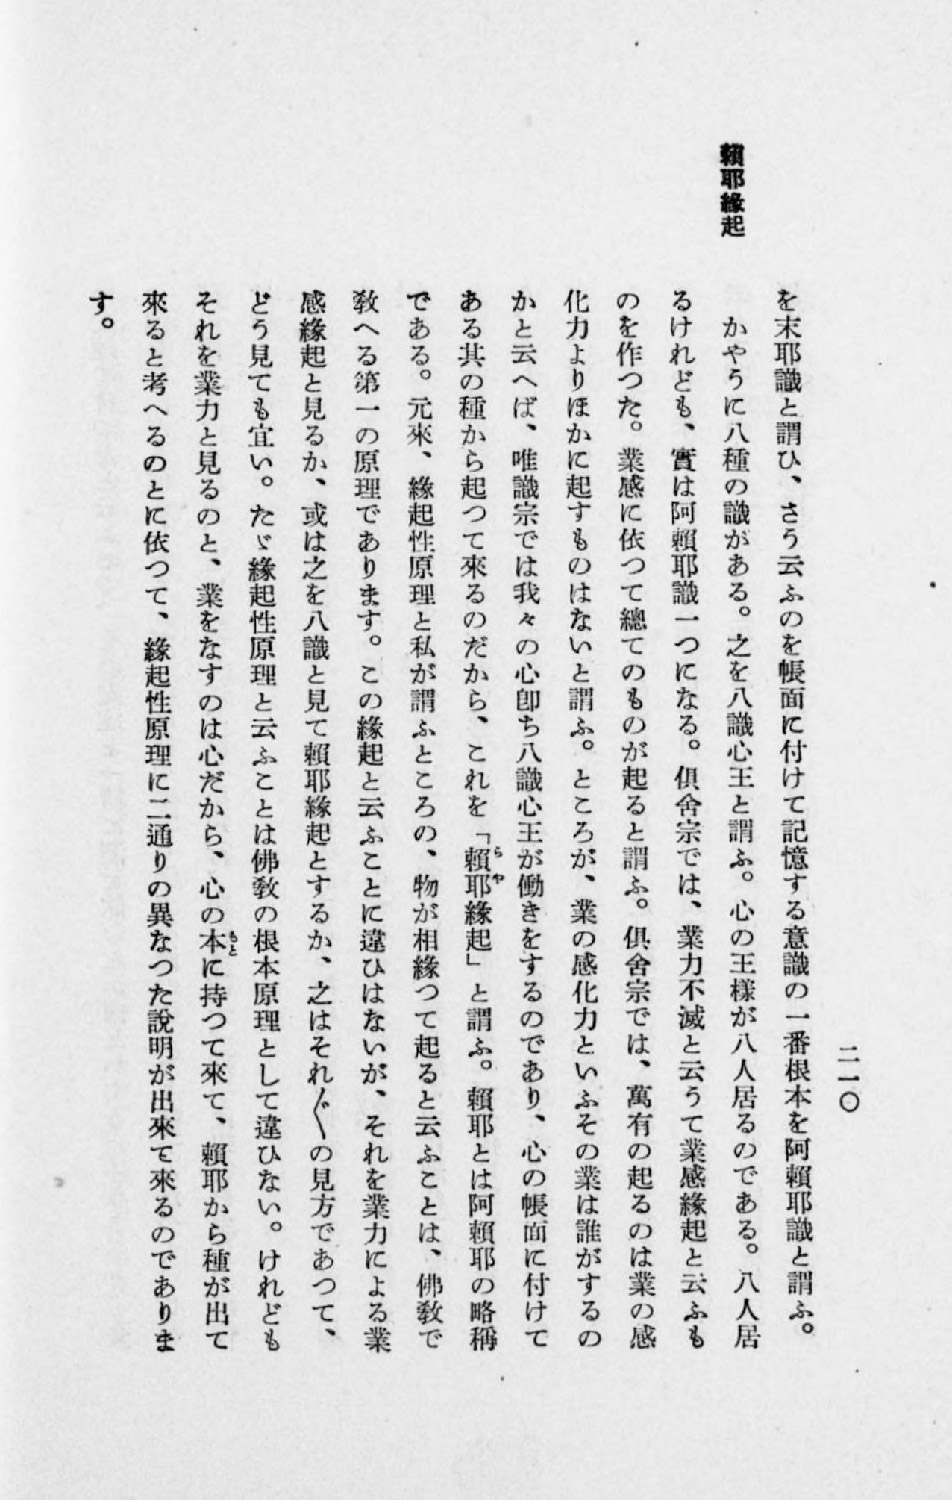 二一〇
賴耶緣起
を末耶識と謂ひ、さう云ふのを帳面に付けて記憶する意識の一番根本を阿賴耶識と謂ふ。
かやうに八種の識がある。之を八識心王と謂ふ。心の王樣が八人居るのである。八人居
るけれども、實は阿賴耶識一つになる。俱舍宗では、業力不滅と云うて業感緣起と云ふも
のを作つた。業感に依つて總てのものが起ると謂ふ。俱舍宗では、萬有の起るのは業の感
化力よりほかに起すものはないと謂ふ。ところが、業の感化力といふその業は誰がするの
かと云へば、唯識宗では我々の心卽ち八識心王が働きをするのであり、心の帳面に付けて
ある其の種から起つて來るのだから、これを「賴耶緣起」と謂ふ。賴耶とは阿賴耶の略稱
である。元來、緣起性原理と私が謂ふところの、物が相緣つて起ると云ふことは、佛敎で
敎へる第一の原理であります。この緣起と云ふことに違ひはないが、それを業力による業
感緣起と見るか、或は之を八識と見て賴耶緣起とするか、之はそれ〴〵の見方であつて、
どう見ても宜い。たゞ緣起性原理と云ふことは佛敎の根本原理として違ひない。けれども
それを業力と見るのと、業をなすのは心だから、心の本に持つて來て、賴耶から種が出て
來ると考へるのとに依つて、緣起性原理に二通りの異なつた說明が出來て來るのでありま
す。